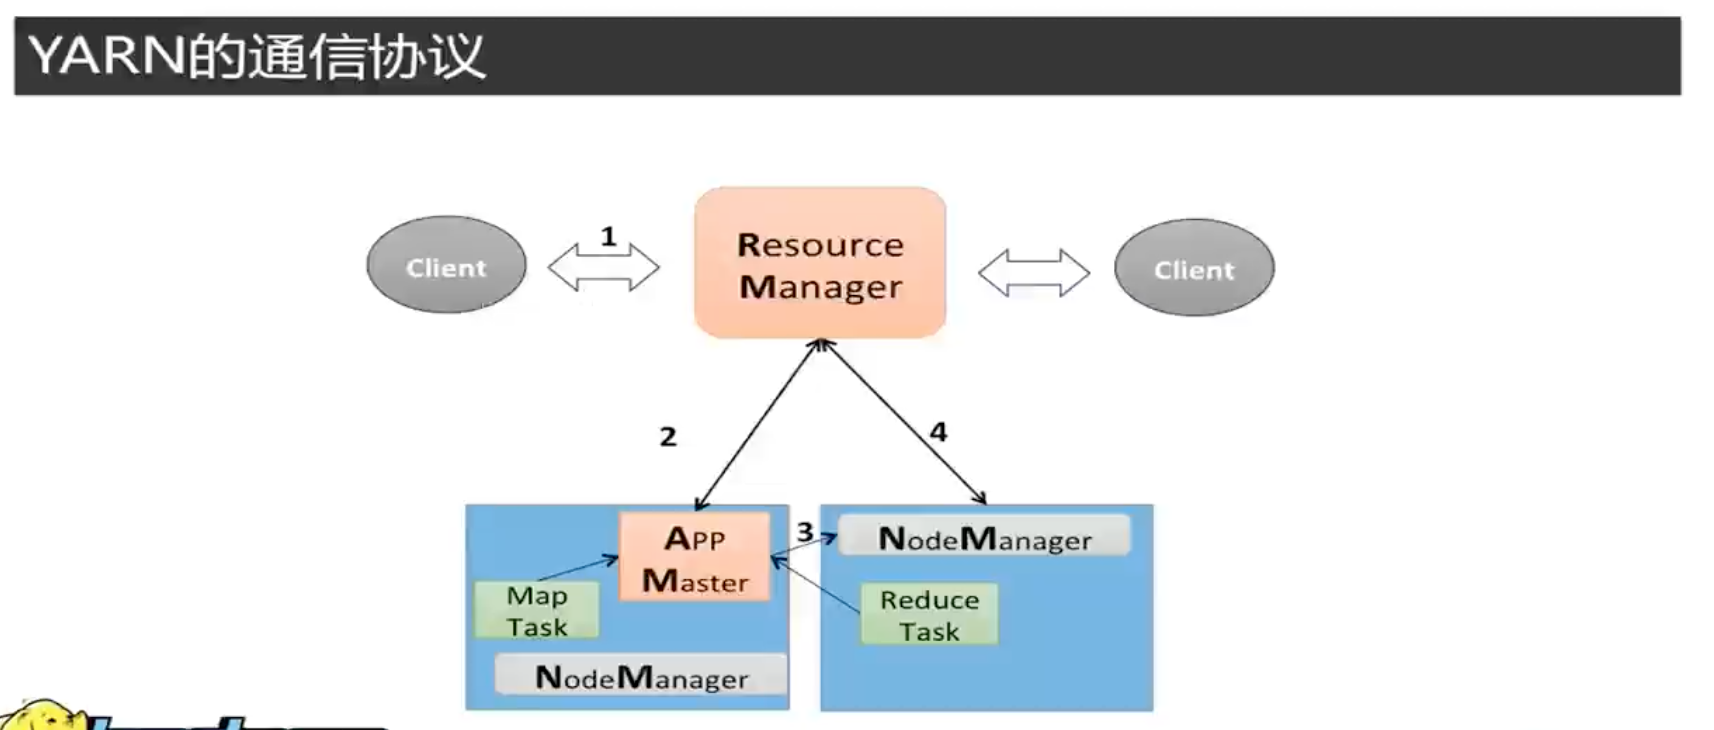 YARN的通信协议
Client
1
Resource
Manager
Client
2
4
APP
Master
3
NodeManager
Map
Task
Reduce
Task
NodeManager